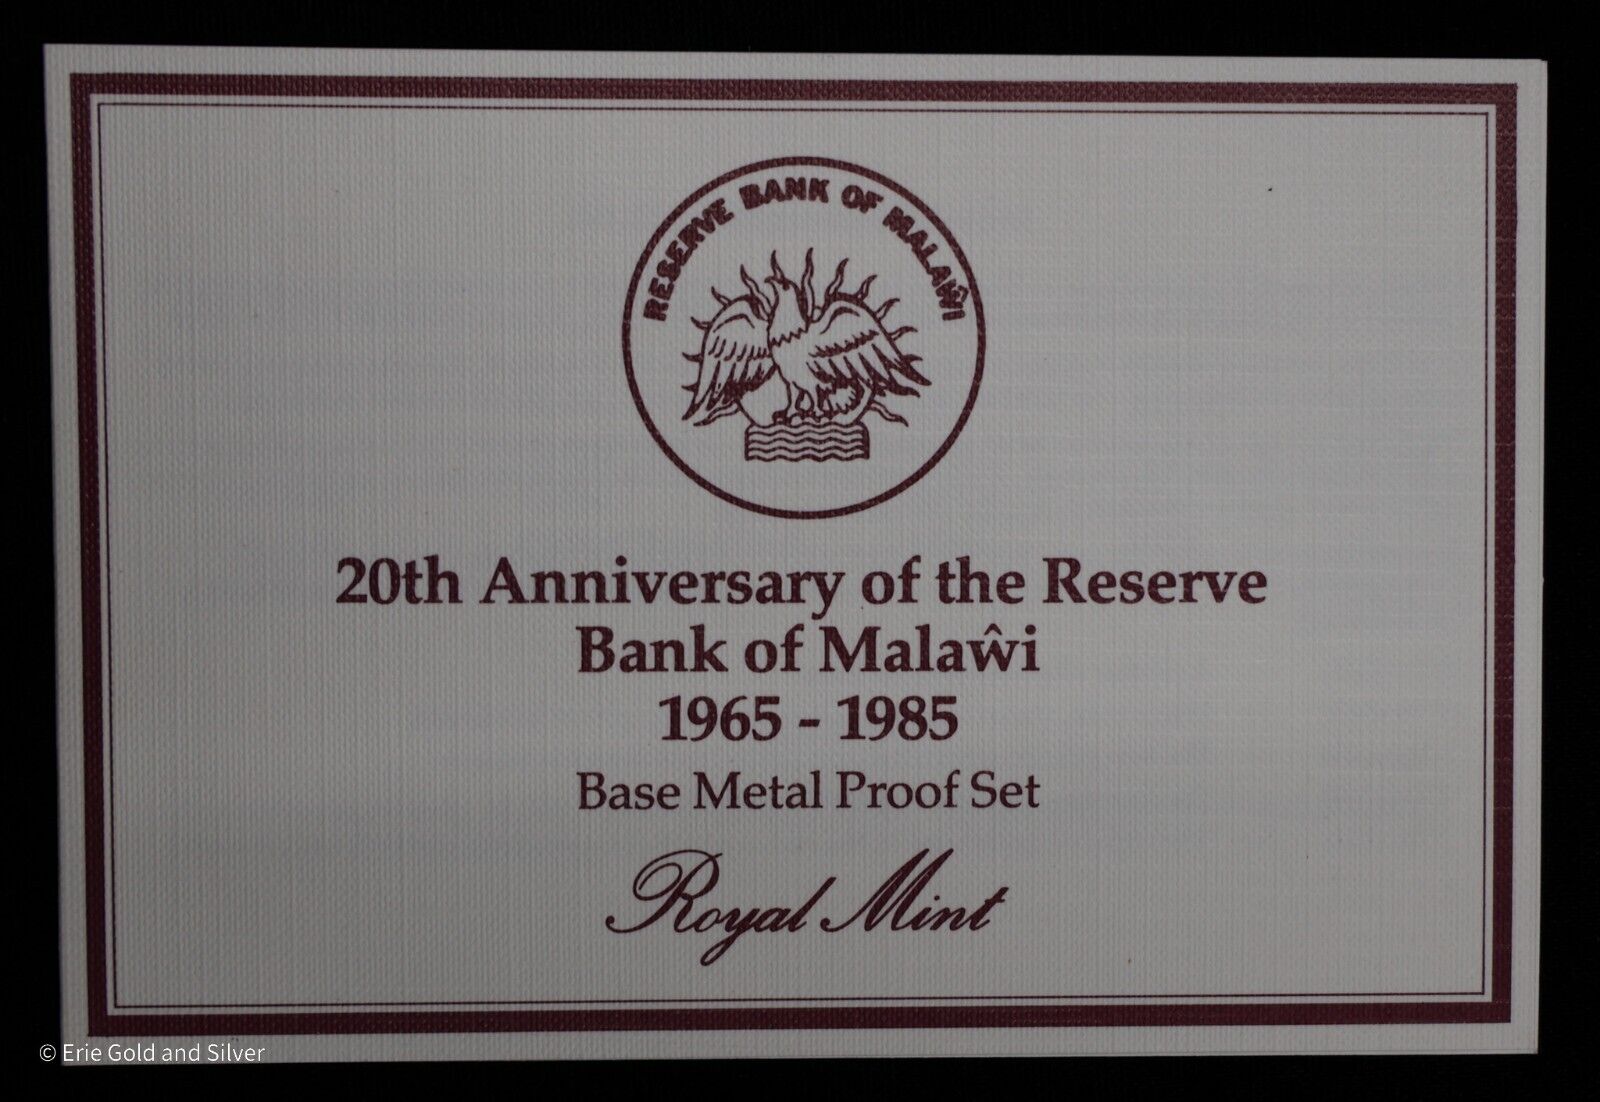 RESERVE BANK OF MALAŴI
20th Anniversary of the Reserve
Bank of Malaŵi
1965 - 1985
Base Metal Proof Set
Royal Mint
© Erie Gold and Silver